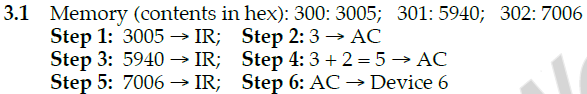 3.1 Memory (contents in hex): 300: 3005; 301: 5940; 302: 7006
Step 1: 3005 → IR; Step 2: 3 → AC
Step 3: 5940 → IR; Step 4: 3 + 2 = 5 → AC
Step 5: 7006 → IR; Step 6: AC → Device 6